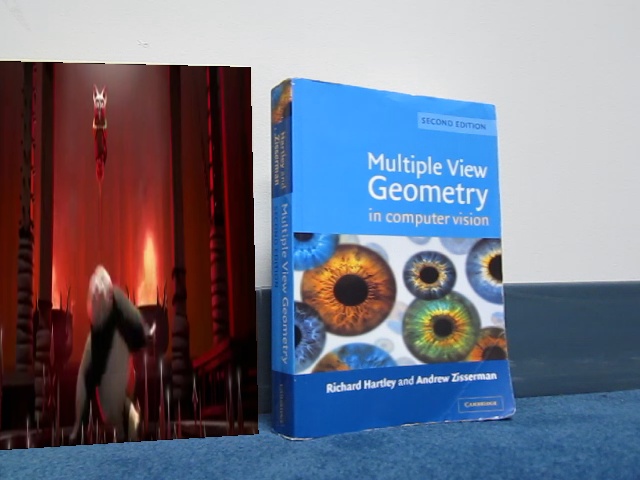 SECOND EDITION
Multiple View
Geometry
in computer vision
Richard Hartley and Andrew Zisserman
CAMBRIDGE
Hartley and
Zisserman
Multiple View Geometry